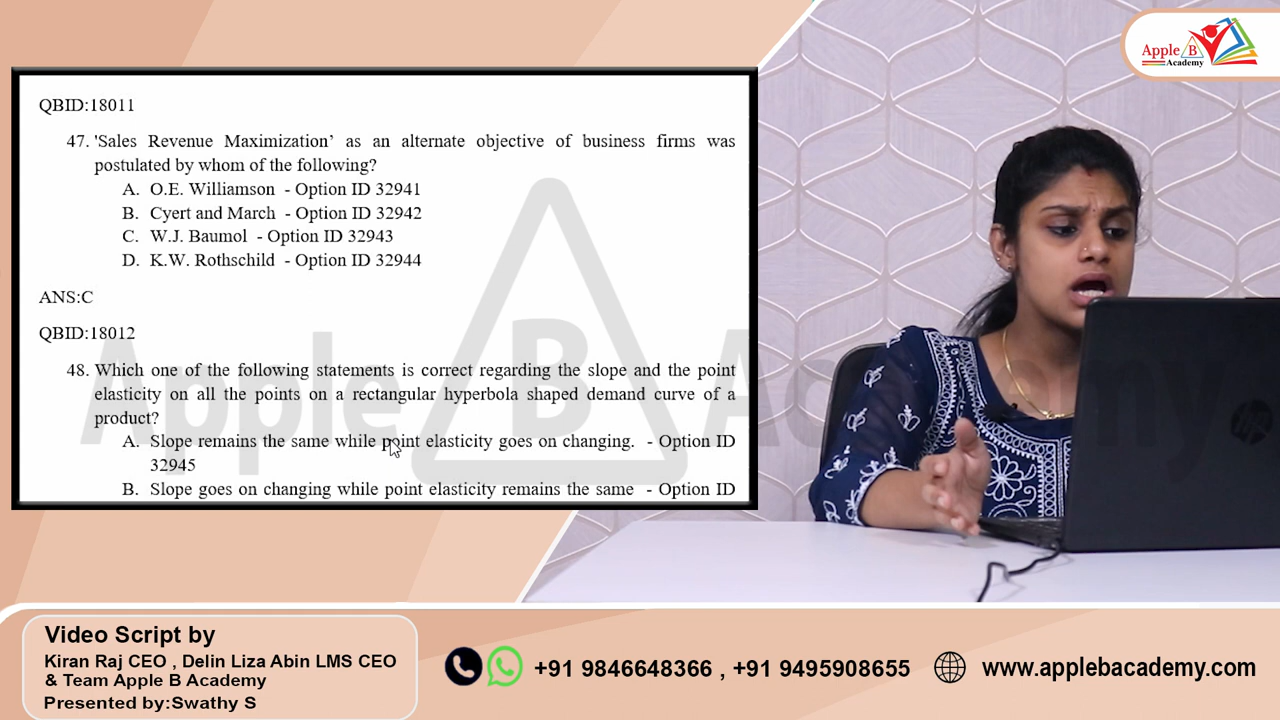 Apple B
Academy
QBID:18011
47. 'Sales Revenue Maximization' as an alternate objective of business firms was
postulated by whom of the following?
A. O.E. Williamson - Option ID 32941
B. Cyert and March - Option ID 32942
C. W.J. Baumol - Option ID 32943
D. K.W. Rothschild - Option ID 32944
ANS:C
QBID:18012
48. Which one of the following statements is correct regarding the slope and the point
elasticity on all the points on a rectangular hyperbola shaped demand curve of a
product?
A. Slope remains the same while point elasticity goes on changing. - Option ID
32945
B. Slope goes on changing while point elasticity remains the same - Option ID
Apple B Academy
hp
Video Script by
Kiran Raj CEO , Delin Liza Abin LMS CEO
& Team Apple B Academy
Presented by:Swathy S
+91 9846648366 , +91 9495908655
www.applebacademy.com